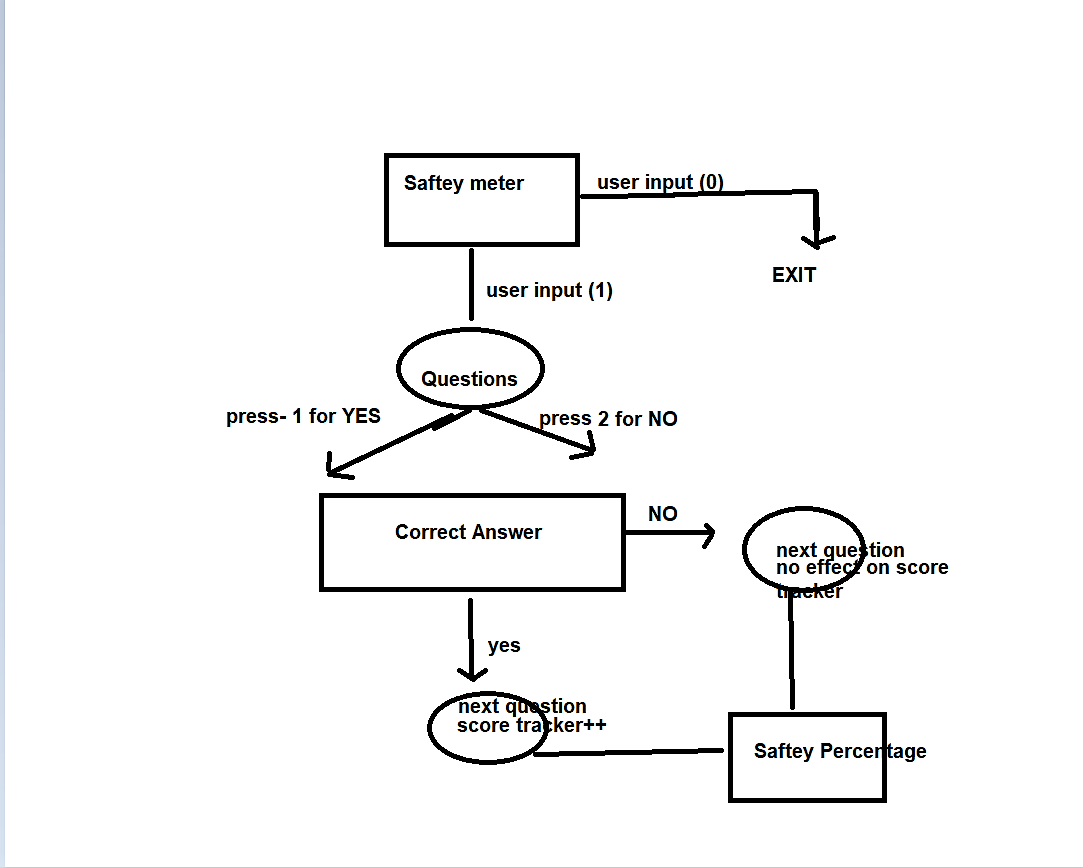 Saftey meter
user input (0)
EXIT
user input (1)
Questions
press- 1 for YES
press 2 for NO
Correct Answer
NO
next question
no effect on score
tracker
yes
next question
score tracker++
Saftey Percentage